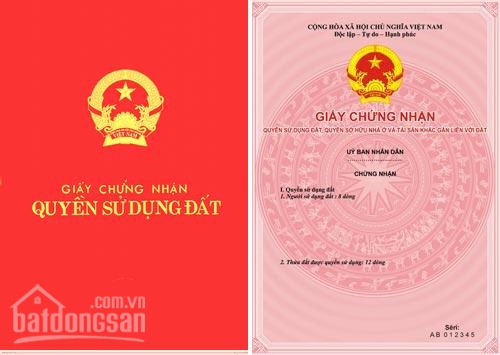 VIỆT NAM
GIẤY CHỨNG NHẬN
QUYỀN SỬ DỤNG ĐẤT
.com.vn
batdongsan
CỘNG HÒA XÃ HỘI CHỦ NGHĨA VIỆT NAM
Độc lập – Tự do – Hạnh phúc
GIẤY CHỨNG NHẬN
QUYỀN SỬ DỤNG ĐẤT, QUYỀN SỞ HỮU NHÀ Ở VÀ TÀI SẢN KHÁC GẮN LIỀN VỚI ĐẤT
UỶ BAN NHÂN DÂN
CHỨNG NHẬN
I. Quyền sử dụng đất
1. Người sử dụng đất : 8 dòng
2. Thửa đất được quyền sử dụng: 12 dòng
Sêri:
AB 012345